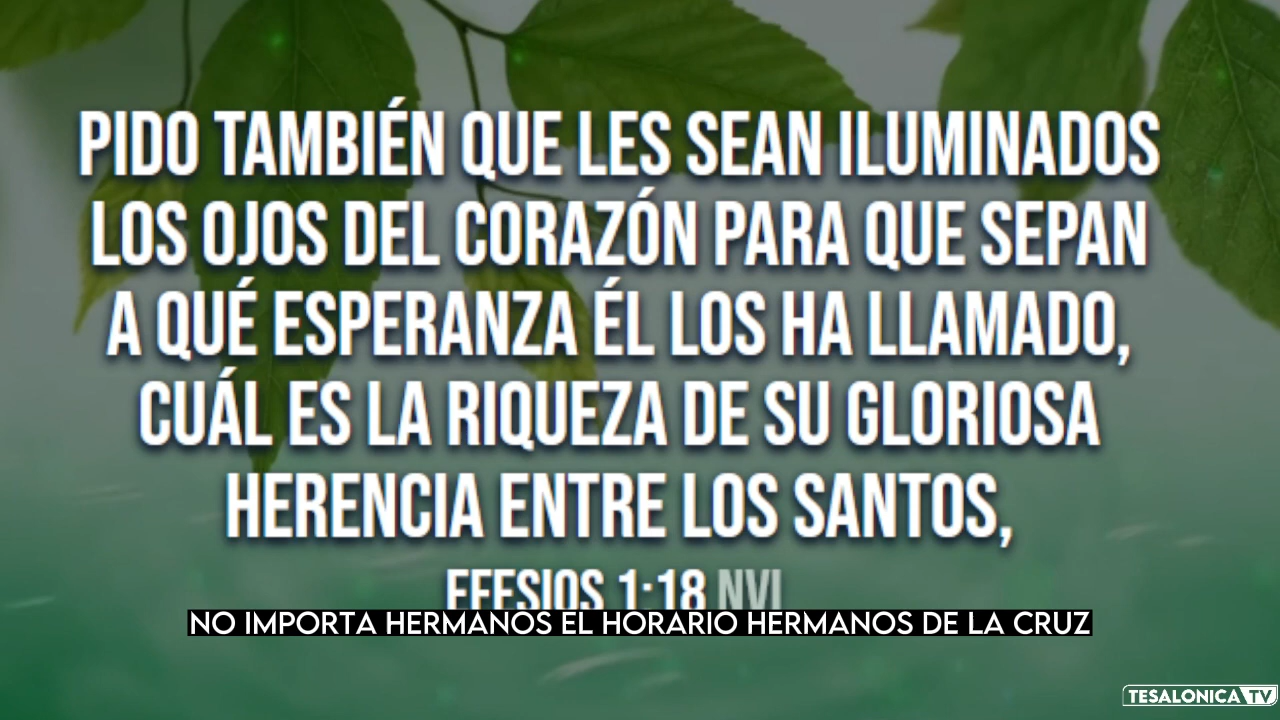 PIDO TAMBIÉN QUE LES SEAN ILUMINADOS
LOS OJOS DEL CORAZÓN PARA QUE SEPAN
A QUÉ ESPERANZA ÉL LOS HA LLAMADO,
CUÁL ES LA RIQUEZA DE SU GLORIOSA
HERENCIA ENTRE LOS SANTOS,
EFESIOS 1:18 NVI
NO IMPORTA HERMANOS EL HORARIO HERMANOS DE LA CRUZ
TESALONICA TV